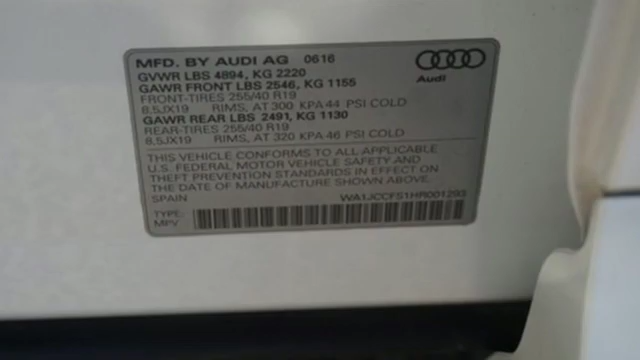 MFD. BY AUDI AG 0616
GVWR LBS 4894, KG 2220
GAWR FRONT LBS 2546, KG 1155
FRONT-TIRES 255/40 R19
8,5JX19 RIMS, AT 300 KPA 44 PSI COLD
GAWR REAR LBS 2491, KG 1130
REAR-TIRES 255/40 R19
8,5JX19 RIMS, AT 320 KPA 46 PSI COLD
THIS VEHICLE CONFORMS TO ALL APPLICABLE
U.S. FEDERAL MOTOR VEHICLE SAFETY AND
THEFT PREVENTION STANDARDS IN EFFECT ON
THE DATE OF MANUFACTURE SHOWN ABOVE.
SPAIN WA1JCCFS1HR001293
TYPE:
MPV
Audi